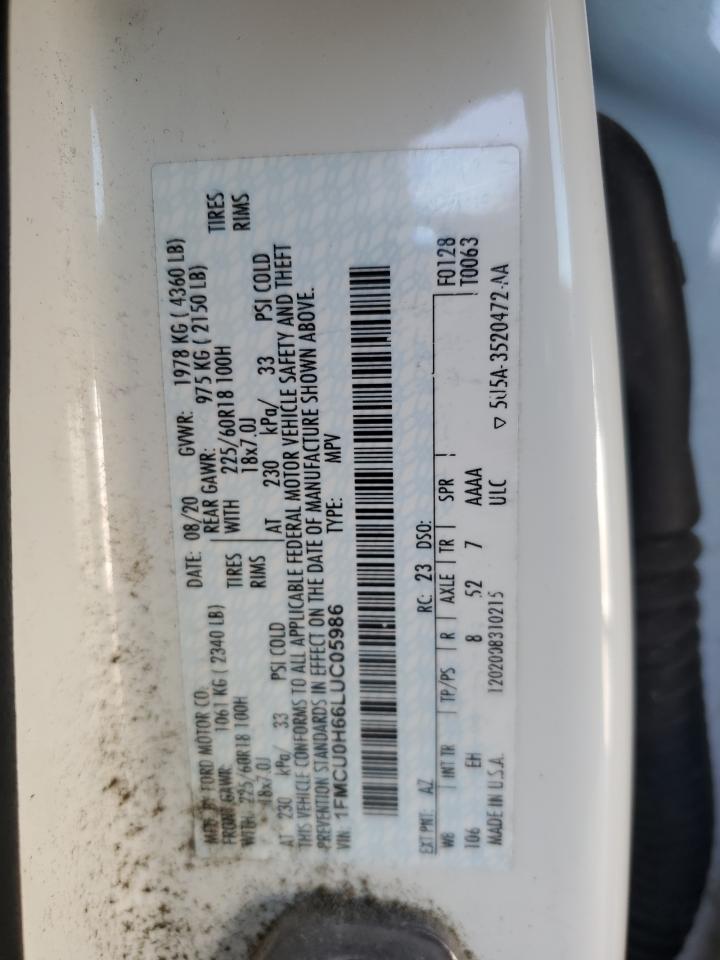 MFD. BY FORD MOTOR CO. DATE: 08/20 GVWR: 1978 KG ( 4360 LB)
FRONT GAWR: 1061 KG ( 2340 LB) REAR GAWR: 975 KG ( 2150 LB)
WITH 225/60R18 100H TIRES WITH 225/60R18 100H TIRES
18x7.0J RIMS 18x7.0J RIMS
AT 230 kPa/ 33 PSI COLD AT 230 kPa/ 33 PSI COLD
THIS VEHICLE CONFORMS TO ALL APPLICABLE FEDERAL MOTOR VEHICLE SAFETY AND THEFT
PREVENTION STANDARDS IN EFFECT ON THE DATE OF MANUFACTURE SHOWN ABOVE.
VIN: 1FMCU0H66LUC05986 TYPE: MPV
EXT PNT: AZ RC: 23 DSO: F0128
WB INT TR TP/PS R AXLE TR SPR T0063
106 EH 8 52 7 AAAA
MADE IN U.S.A. 1202008310215 ULC ▽ 5U5A-3520472-AA